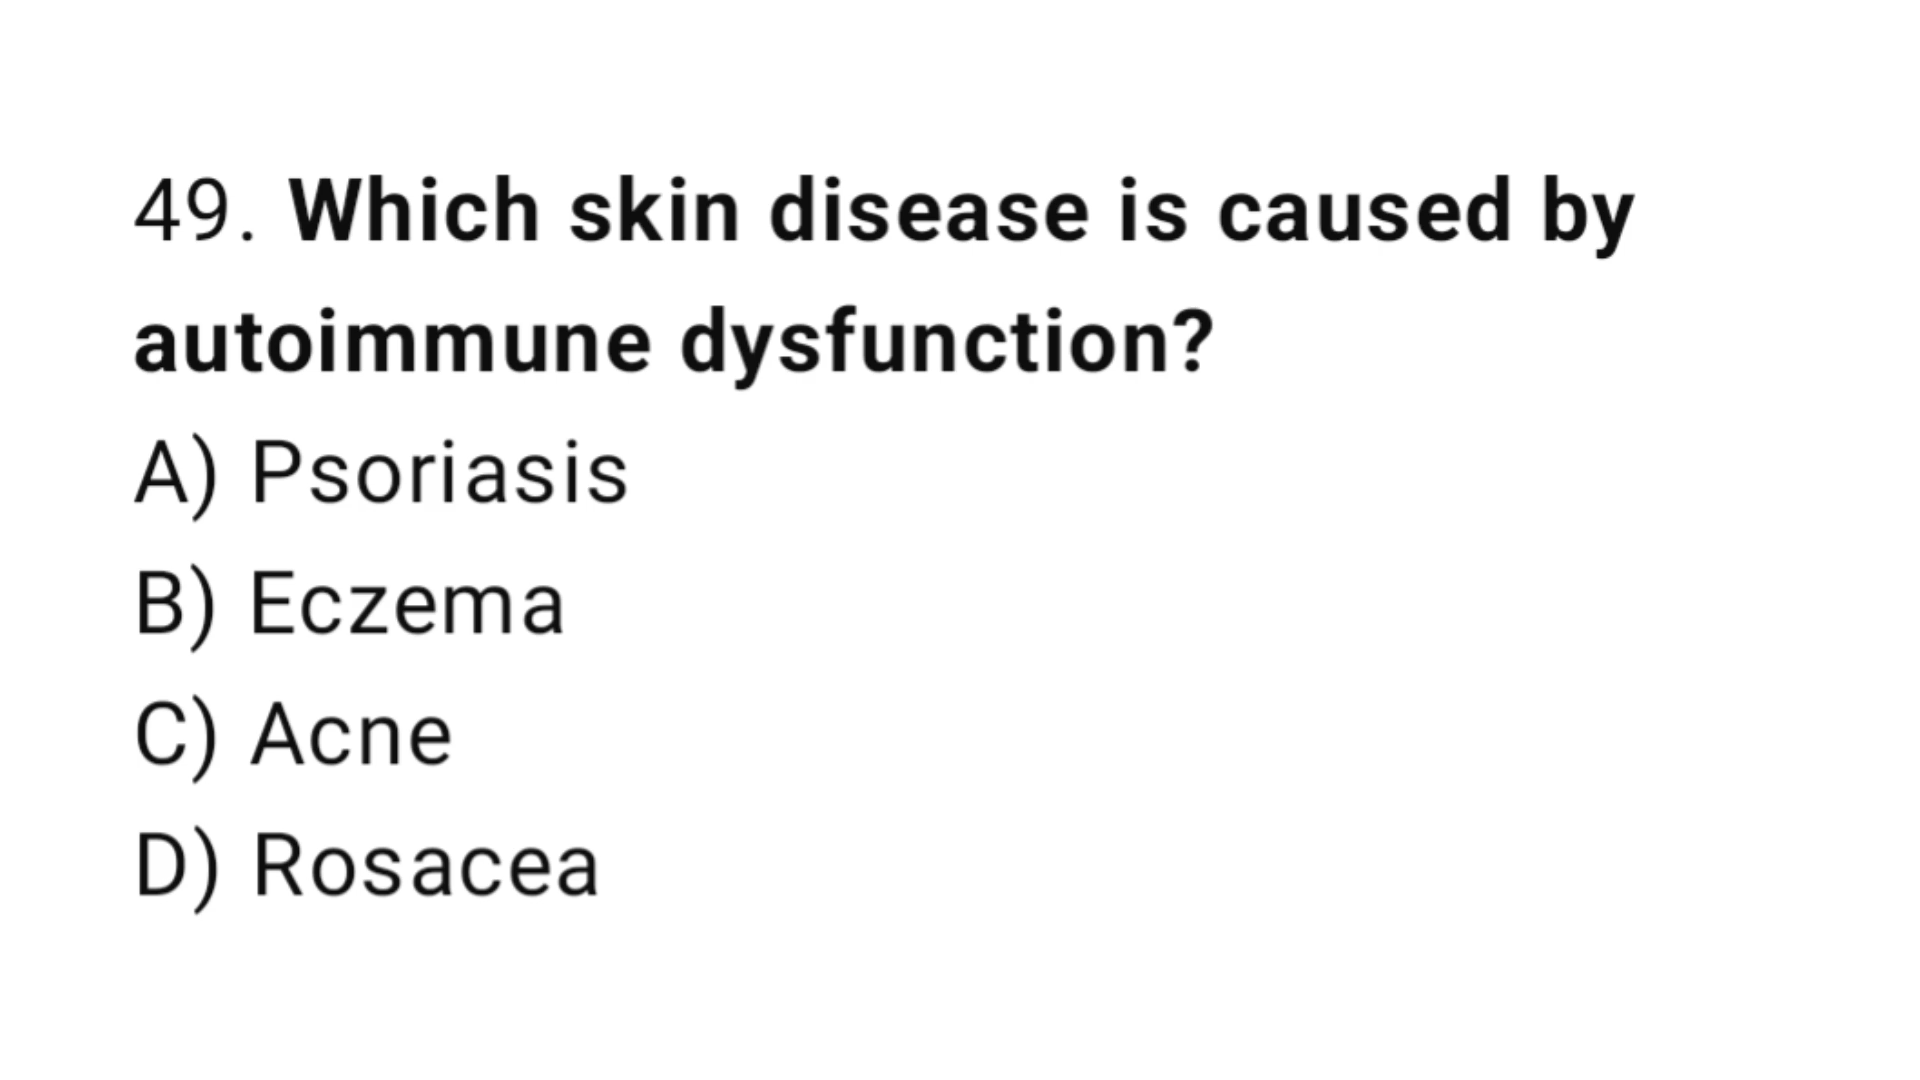 49. Which skin disease is caused by
autoimmune dysfunction?
A) Psoriasis
B) Eczema
C) Acne
D) Rosacea